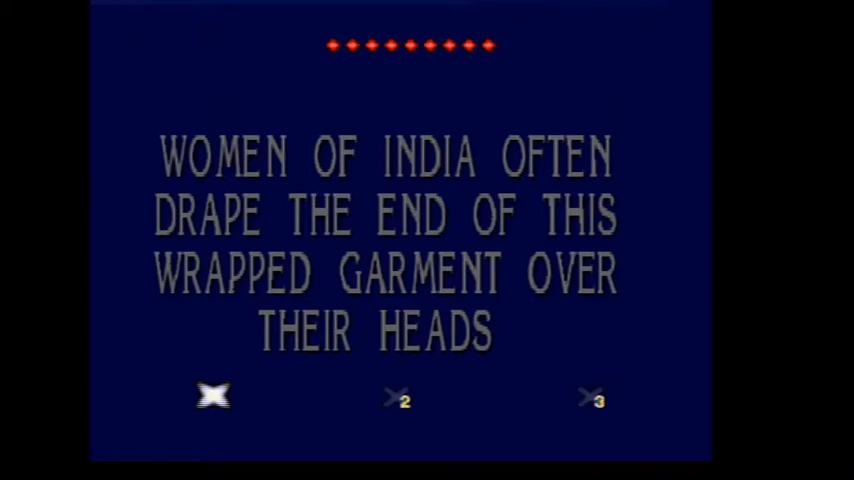 WOMEN OF INDIA OFTEN
DRAPE THE END OF THIS
WRAPPED GARMENT OVER
THEIR HEADS
2 3